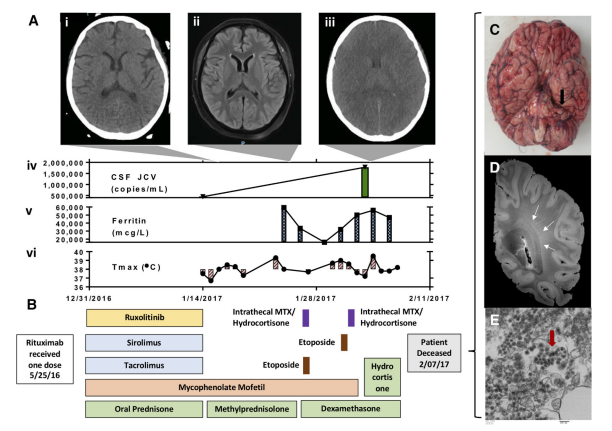 A
i
ii
iii
C
iv
CSF JCV
(copies/mL)
2,000,000
1,500,000
1,000,000
500,000
D
v
Ferritin
(mcg/L)
60,000
50,000
40,000
30,000
20,000
vi
Tmax (•C)
40
39
38
37
36
12/31/2016
1/14/2017
1/28/2017
2/11/2017
B
E
Rituximab
received
one dose
5/25/16
Ruxolitinib
Sirolimus
Tacrolimus
Mycophenolate Mofetil
Oral Prednisone
Methylprednisolone
Dexamethasone
Intrathecal MTX/
Hydrocortisone
Intrathecal MTX/
Hydrocortisone
Etoposide
Etoposide
Hydro
cortis
one
Patient
Deceased
2/07/17